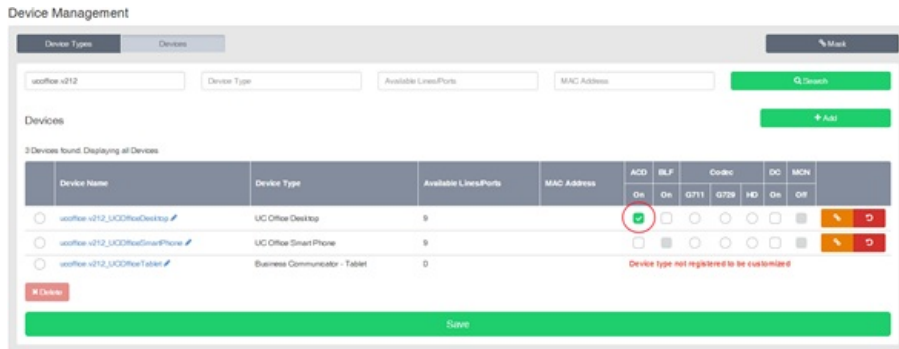 Device Management
Device Types Devices Mask
ucoffice.v212 Device Type Available Lines/Ports MAC Address Search
Devices
Add
3 Devices found. Displaying all Devices
Device Name Device Type Available Lines/Ports MAC Address ACD BLF Codec DC MCN
On On G711 G729 HD On Off
ucoffice.v212_UCOfficeDesktop UC Office Desktop 9
ucoffice.v212_UCOfficeSmartPhone UC Office Smart Phone 9
ucoffice.v212_UCOfficeTablet Business Communicator - Tablet 0 Device type not registered to be customized
Delete
Save